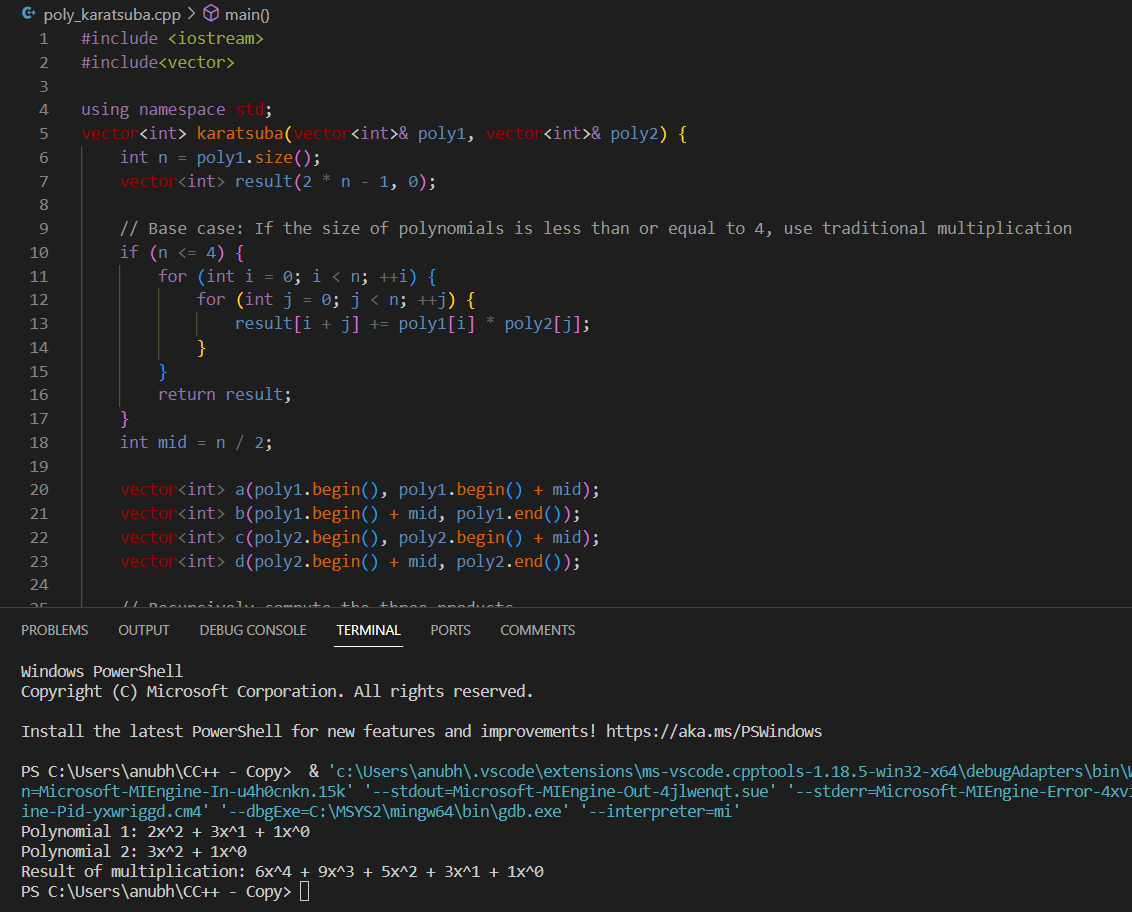 poly_karatsuba.cpp > main()
1 #include <iostream>
2 #include<vector>
3
4 using namespace std;
5 vector<int> karatsuba(vector<int>& poly1, vector<int>& poly2) {
6     int n = poly1.size();
7     vector<int> result(2 * n - 1, 0);
8
9     // Base case: If the size of polynomials is less than or equal to 4, use traditional multiplication
10     if (n <= 4) {
11         for (int i = 0; i < n; ++i) {
12             for (int j = 0; j < n; ++j) {
13                 result[i + j] += poly1[i] * poly2[j];
14             }
15         }
16         return result;
17     }
18     int mid = n / 2;
19
20     vector<int> a(poly1.begin(), poly1.begin() + mid);
21     vector<int> b(poly1.begin() + mid, poly1.end());
22     vector<int> c(poly2.begin(), poly2.begin() + mid);
23     vector<int> d(poly2.begin() + mid, poly2.end());
24
25     // Recursively compute the three products
PROBLEMS OUTPUT DEBUG CONSOLE TERMINAL PORTS COMMENTS
Windows PowerShell
Copyright (C) Microsoft Corporation. All rights reserved.
Install the latest PowerShell for new features and improvements! https://aka.ms/PSWindows
PS C:\Users\anubh\CC++ - Copy>  & 'c:\Users\anubh\.vscode\extensions\ms-vscode.cpptools-1.18.5-win32-x64\debugAdapters\bin\W
n=Microsoft-MIEngine-In-u4h0cnkn.15k' '--stdout=Microsoft-MIEngine-Out-4jlwenqt.sue' '--stderr=Microsoft-MIEngine-Error-4xvi
ine-Pid-yxwriggd.cm4' '--dbgExe=C:\MSYS2\mingw64\bin\gdb.exe' '--interpreter=mi'
Polynomial 1: 2x^2 + 3x^1 + 1x^0
Polynomial 2: 3x^2 + 1x^0
Result of multiplication: 6x^4 + 9x^3 + 5x^2 + 3x^1 + 1x^0
PS C:\Users\anubh\CC++ - Copy>